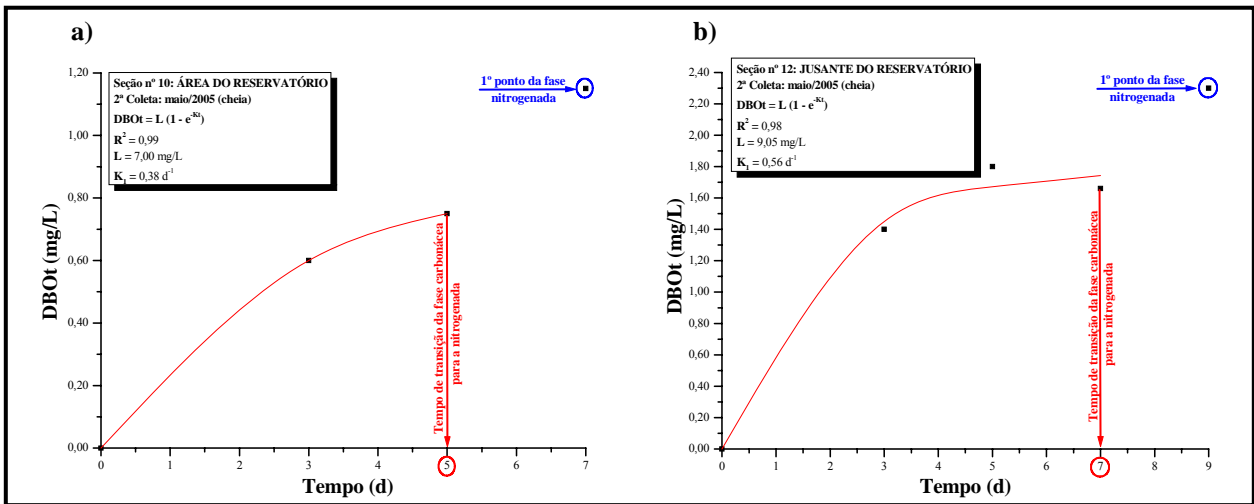 a)
Seção nº 10: ÁREA DO RESERVATÓRIO
2ª Coleta: maio/2005 (cheia)
DBOt = L (1 - e^-Kt)
R² = 0,99
L = 7,00 mg/L
K₁ = 0,38 d⁻¹
1º ponto da fase
nitrogenada
DBOt (mg/L)
1,20
1,00
0,80
0,60
0,40
0,20
0,00
Tempo de transição da fase carbonácea
para a nitrogenada
0 1 2 3 4 5 6 7
Tempo (d)
b)
Seção nº 12: JUSANTE DO RESERVATÓRIO
2ª Coleta: maio/2005 (cheia)
DBOt = L (1 - e^-Kt)
R² = 0,98
L = 9,05 mg/L
K₁ = 0,56 d⁻¹
1º ponto da fase
nitrogenada
DBOt (mg/L)
2,40
2,20
2,00
1,80
1,60
1,40
1,20
1,00
0,80
0,60
0,40
0,20
0,00
Tempo de transição da fase carbonácea
para a nitrogenada
0 1 2 3 4 5 6 7 8 9
Tempo (d)